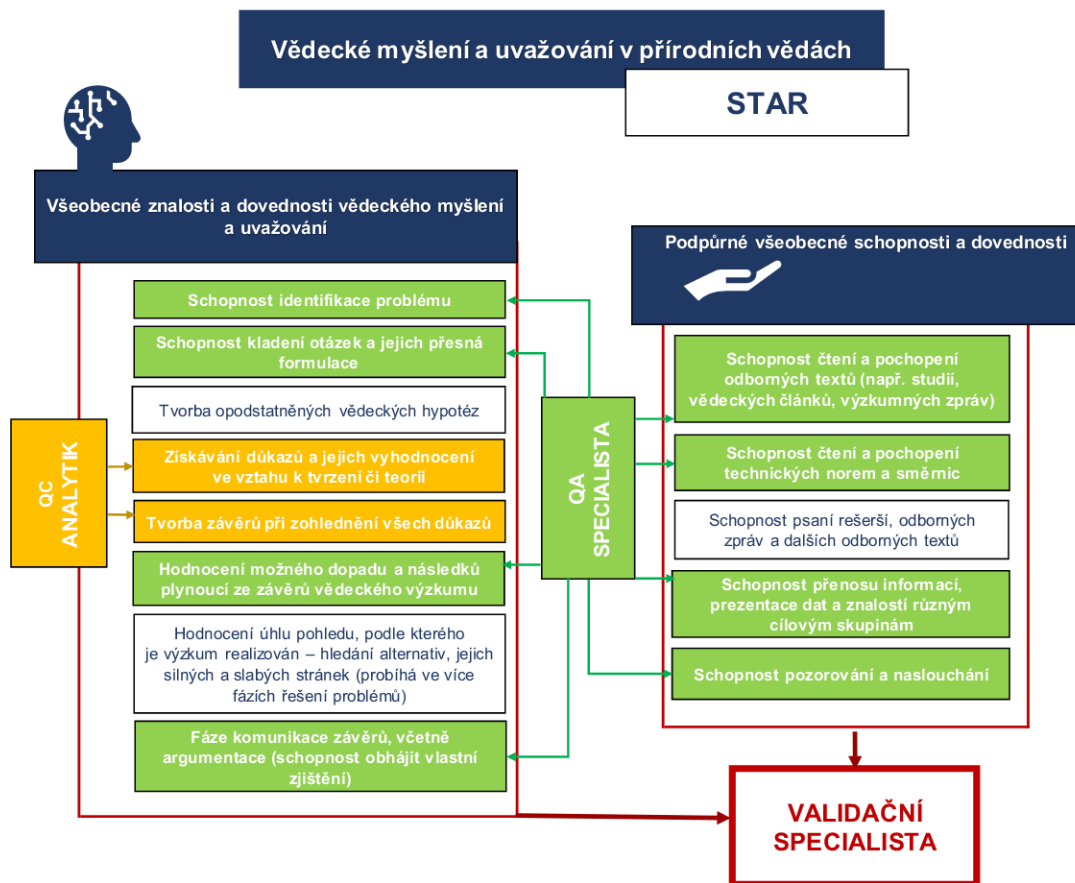 Vědecké myšlení a uvažování v přírodních vědách
STAR
Všeobecné znalosti a dovednosti vědeckého myšlení
a uvažování
Schopnost identifikace problému
Schopnost kladení otázek a jejich přesná
formulace
Tvorba opodstatněných vědeckých hypotéz
Získávání důkazů a jejich vyhodnocení
ve vztahu k tvrzení či teorii
Tvorba závěrů při zohlednění všech důkazů
Hodnocení možného dopadu a následků
plynoucí ze závěrů vědeckého výzkumu
Hodnocení úhlu pohledu, podle kterého
je výzkum realizován – hledání alternativ, jejich
silných a slabých stránek (probíhá ve více
fázích řešení problémů)
Fáze komunikace závěrů, včetně
argumentace (schopnost obhájit vlastní
zjištění)
QC
ANALYTIK
QA
SPECIALISTA
Podpůrné všeobecné schopnosti a dovednosti
Schopnost čtení a pochopení
odborných textů (např. studií,
vědeckých článků, výzkumných zpráv)
Schopnost čtení a pochopení
technických norem a směrnic
Schopnost psaní rešerší, odborných
zpráv a dalších odborných textů
Schopnost přenosu informací,
prezentace dat a znalostí různým
cílovým skupinám
Schopnost pozorování a naslouchání
VALIDAČNÍ
SPECIALISTA